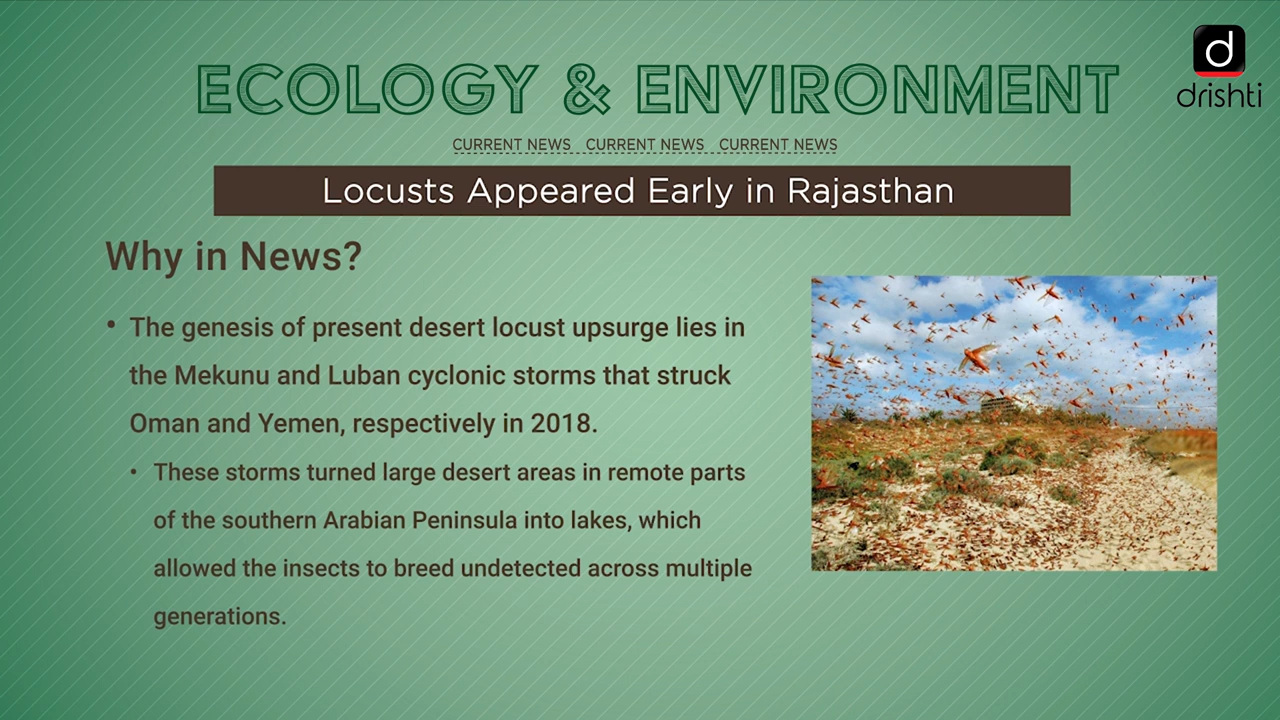 d
drishti
ECOLOGY & ENVIRONMENT
CURRENT NEWS CURRENT NEWS CURRENT NEWS
Locusts Appeared Early in Rajasthan
Why in News?
• The genesis of present desert locust upsurge lies in
the Mekunu and Luban cyclonic storms that struck
Oman and Yemen, respectively in 2018.
• These storms turned large desert areas in remote parts
of the southern Arabian Peninsula into lakes, which
allowed the insects to breed undetected across multiple
generations.